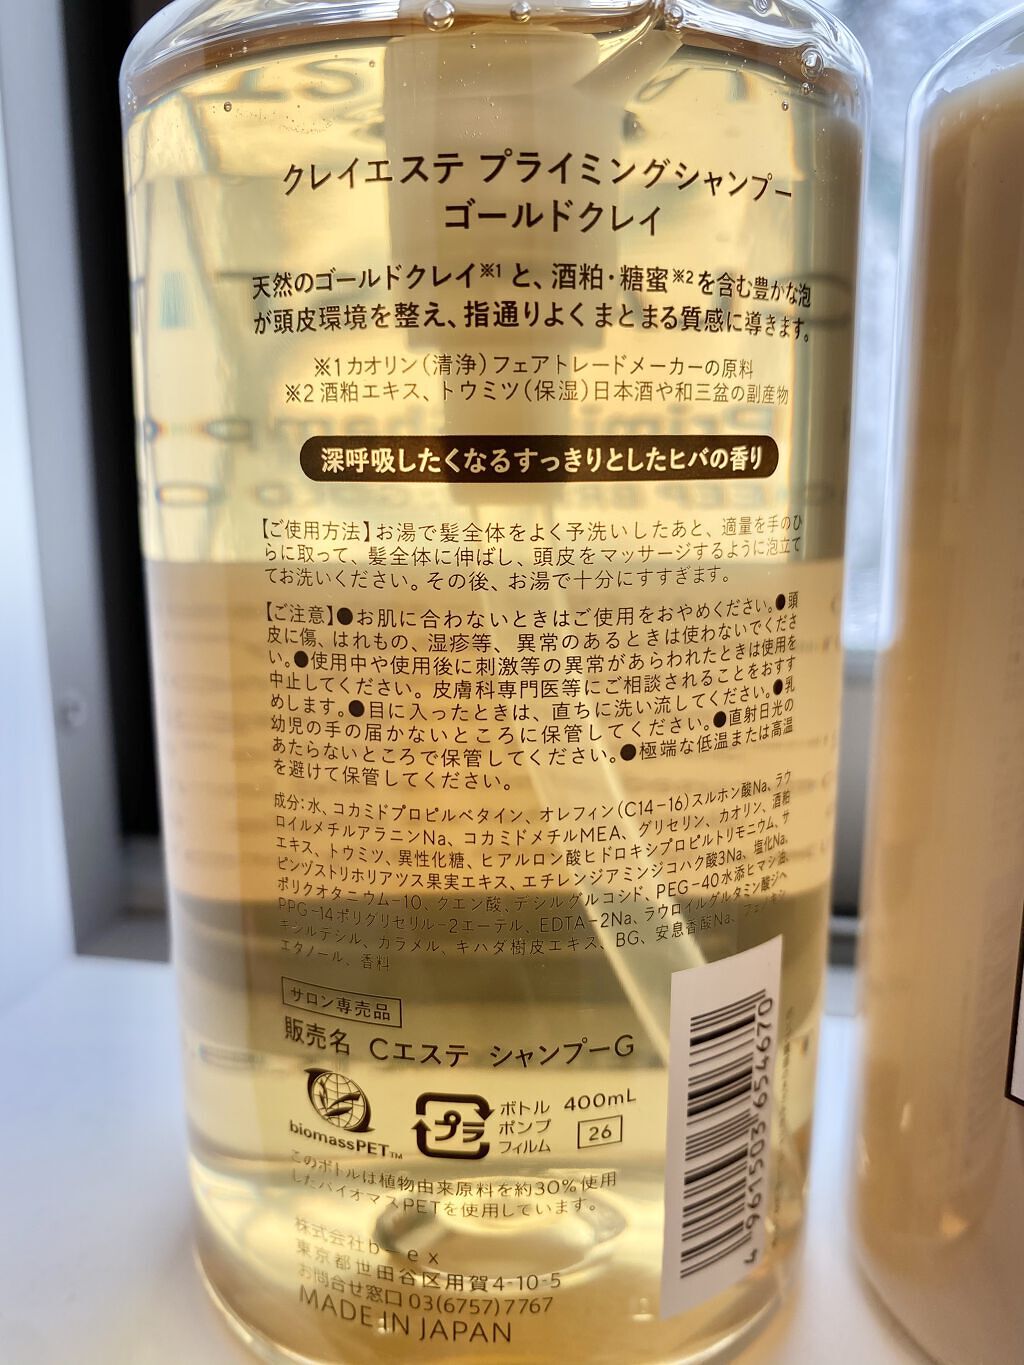 クレイエステ プライミングシャンプー
ゴールドクレイ
天然のゴールドクレイ※1 と、酒粕・糖蜜※2を含む豊かな泡
が頭皮環境を整え、指通りよくまとまる質感に導きます。
※1カオリン(清浄)フェアトレードメーカーの原料
※2 酒粕エキス、トウミツ(保湿)日本酒や和三盆の副産物
深呼吸したくなるすっきりとしたヒバの香り
【ご使用方法】お湯で髪全体をよく予洗いしたあと、適量を手のひ
らに取って、髪全体に伸ばし、頭皮をマッサージするように泡立て
てお洗いください。その後、お湯で十分にすすぎます。
【ご注意】●お肌に合わないときはご使用をおやめください。●頭
皮に傷、はれもの、湿疹等、異常のあるときは使わないでくださ
い。●使用中や使用後に刺激等の異常があらわれたときは使用を
中止してください。皮膚科専門医等にご相談されることをおすす
めします。●目に入ったときは、直ちに洗い流してください。●乳
幼児の手の届かないところに保管してください。●直射日光の
あたらないところで保管してください。●極端な低温または高温
を避けて保管してください。
成分:水、コカミドプロピルベタイン、オレフィン(C14-16)スルホン酸Na、ラウ
ロイルメチルアラニンNa、コカミドメチルMEA、グリセリン、カオリン、酒粕
エキス、トウミツ、異性化糖、ヒアルロン酸ヒドロキシプロピルトリモニウム、サ
ピンヅストリホリアツス果実エキス、エチレンジアミンジコハク酸3Na、塩化Na、
ポリクオタニウム-10、クエン酸、デシルグルコシド、PEG-40水添ヒマシ油、
PPG-14ポリグリセリル-2エーテル、EDTA-2Na、ラウロイルグルタミン酸ジヘ
キシルデシル、カラメル、キハダ樹皮エキス、BG、安息香酸Na、フェノキシ
エタノール、香料
サロン専売品
販売名 Cエステ シャンプーG
biomassPET™
プラ
ボトル
ポンプ
フィルム
400mL
26
このボトルは植物由来原料を約30%使用
したバイオマスPETを使用しています。
株式会社b-ex
東京都世田谷区用賀4-10-5
お問合せ窓口 03(6757)7767
MADE IN JAPAN
4 961503 654670